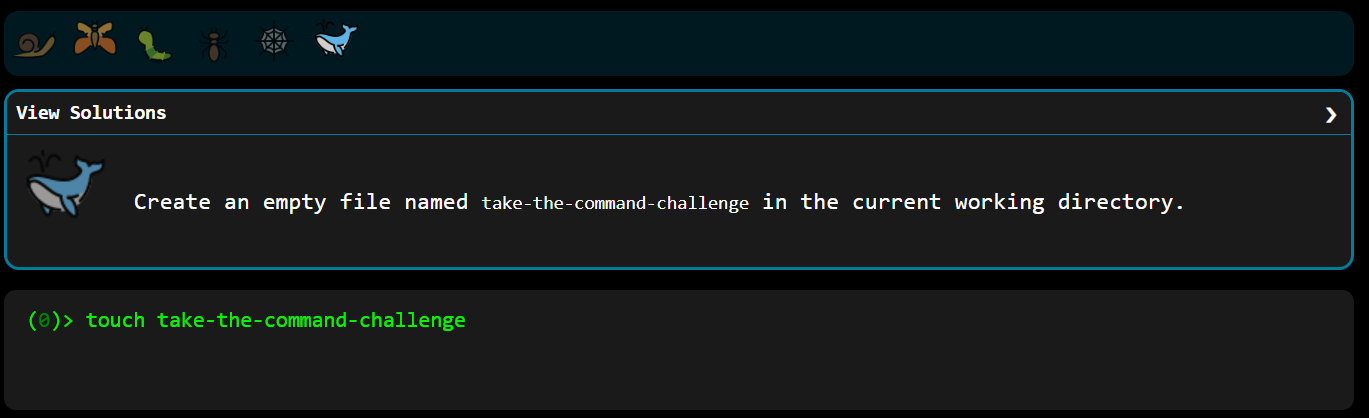 View Solutions ❯
Create an empty file named take-the-command-challenge in the current working directory.
(0)> touch take-the-command-challenge